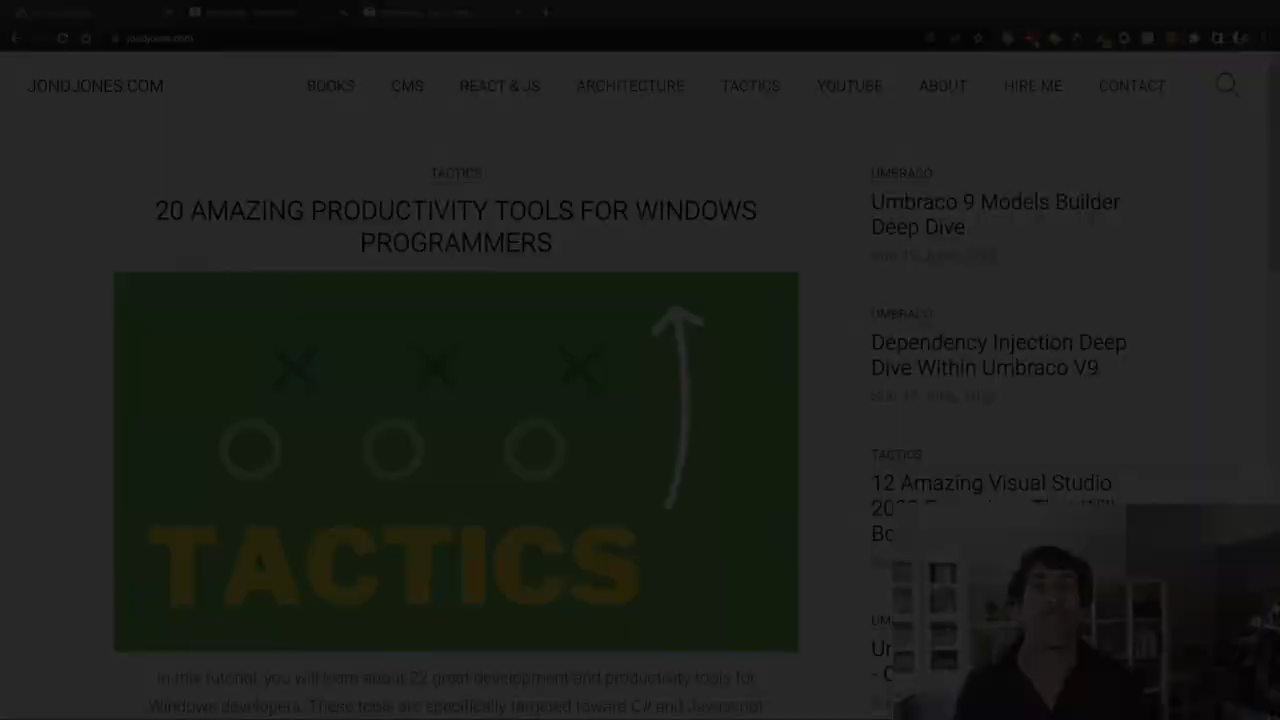 jondjones.com
JONDJONES.COM
BOOKS
CMS
REACT & JS
ARCHITECTURE
TACTICS
YOUTUBE
ABOUT
HIRE ME
CONTACT
TACTICS
20 AMAZING PRODUCTIVITY TOOLS FOR WINDOWS
PROGRAMMERS
TACTICS
In this tutorial, you will learn about 22 great development and productivity tools for
Windows developers. These tools are specifically targeted toward C# and Javascript
UMBRACO
Umbraco 9 Models Builder
Deep Dive
UMBRACO
Dependency Injection Deep
Dive Within Umbraco V9
TACTICS
12 Amazing Visual Studio